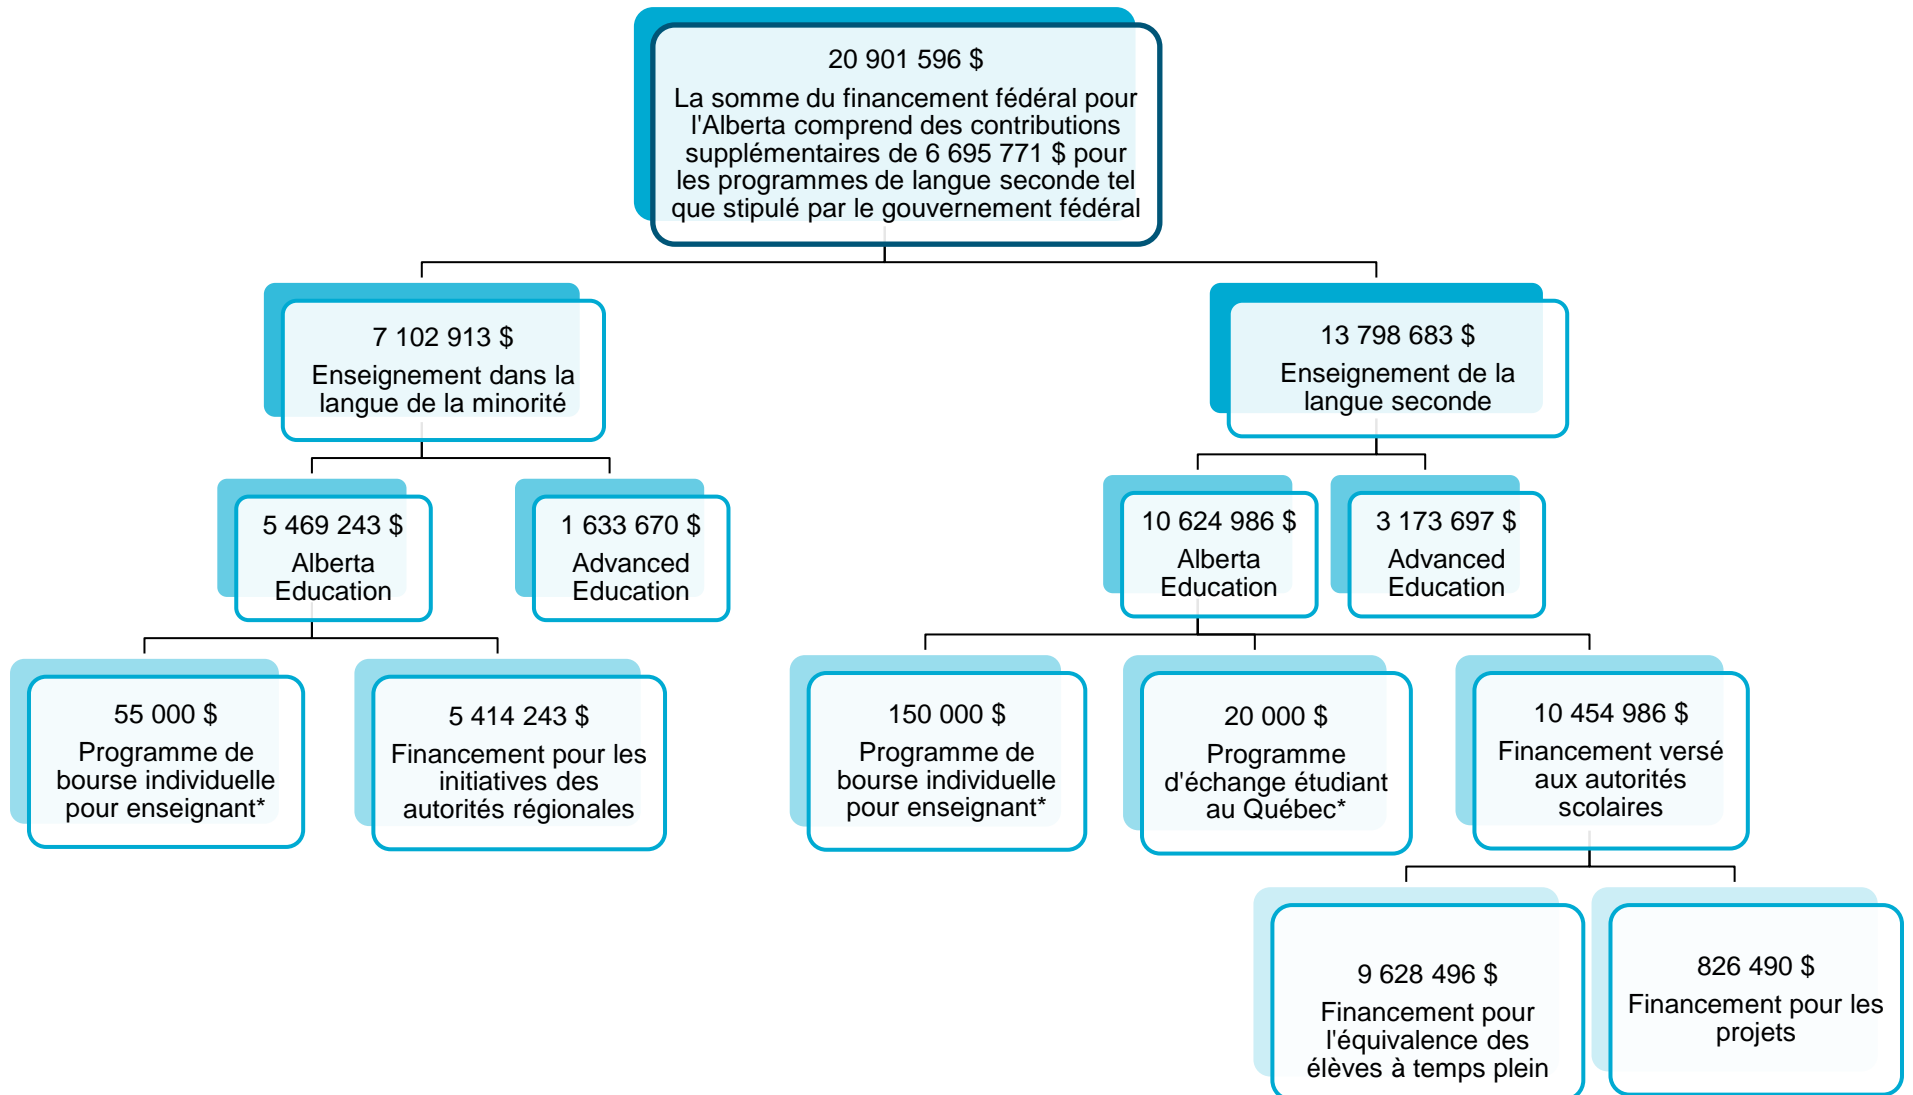 20 901 596 $
La somme du financement fédéral pour
l'Alberta comprend des contributions
supplémentaires de 6 695 771 $ pour
les programmes de langue seconde tel
que stipulé par le gouvernement fédéral
7 102 913 $
Enseignement dans la
langue de la minorité
13 798 683 $
Enseignement de la
langue seconde
5 469 243 $
Alberta
Education
1 633 670 $
Advanced
Education
10 624 986 $
Alberta
Education
3 173 697 $
Advanced
Education
55 000 $
Programme de
bourse individuelle
pour enseignant*
5 414 243 $
Financement pour les
initiatives des
autorités régionales
150 000 $
Programme de
bourse individuelle
pour enseignant*
20 000 $
Programme
d'échange étudiant
au Québec*
10 454 986 $
Financement versé
aux autorités
scolaires
9 628 496 $
Financement pour
l'équivalence des
élèves à temps plein
826 490 $
Financement pour les
projets